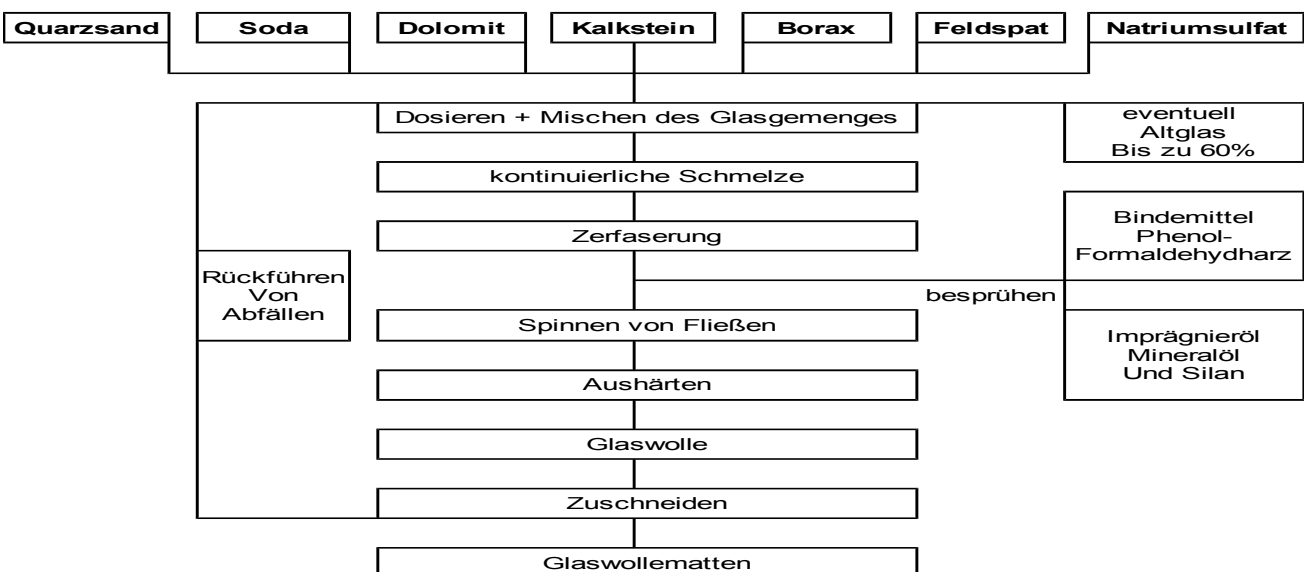 Quarzsand
Soda
Dolomit
Kalkstein
Borax
Feldspat
Natriumsulfat
Dosieren + Mischen des Glasgemenges
eventuell
Altglas
Bis zu 60%
kontinuierliche Schmelze
Zerfaserung
Bindemittel
Phenol-
Formaldehydharz
Rückführen
Von
Abfällen
besprühen
Spinnen von Fließen
Imprägnieröl
Mineralöl
Und Silan
Aushärten
Glaswolle
Zuschneiden
Glaswollematten